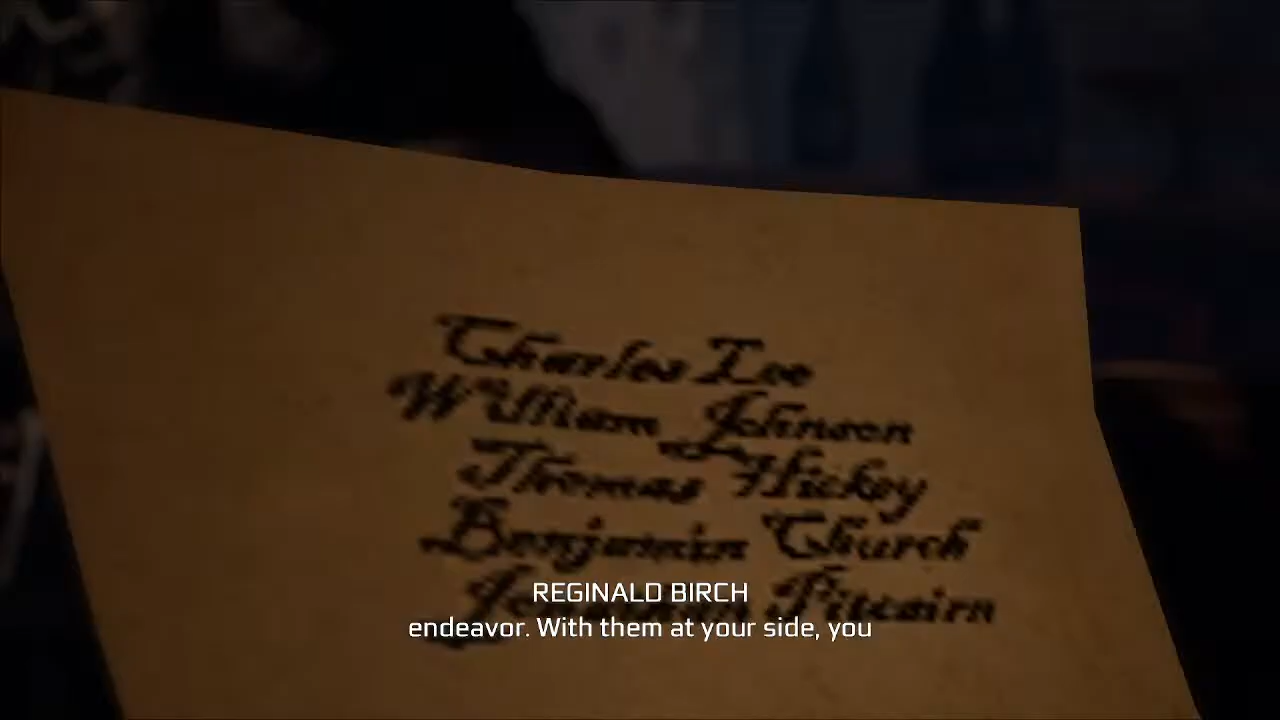 Charles Lee
William Johnson
Thomas Hickey
Benjamin Church
Pitcairn
REGINALD BIRCH
endeavor. With them at your side, you